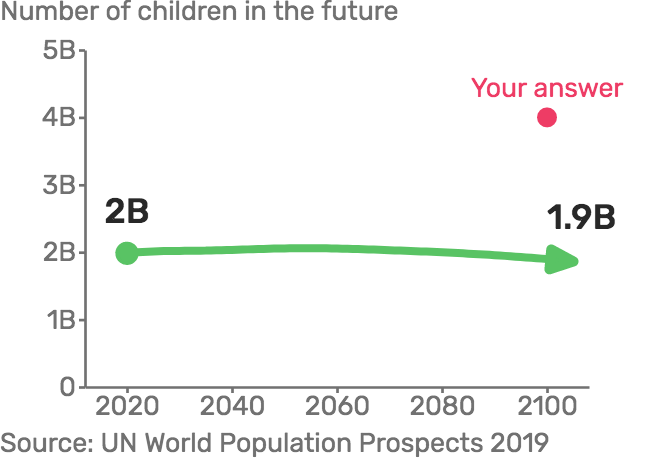 Number of children in the future
5B
Your answer
4B
3B
2B
1.9B
2B
1B
0
2020 2040 2060 2080 2100
Source: UN World Population Prospects 2019